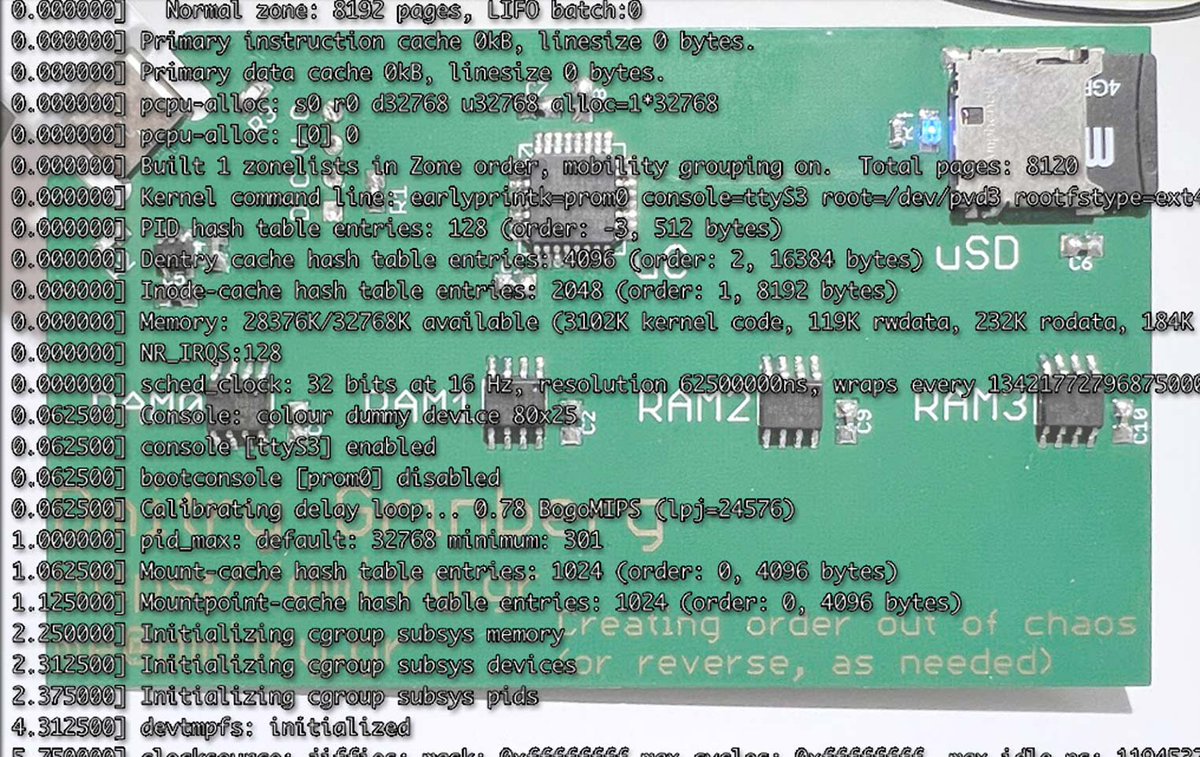 0.000000]   Normal zone: 8192 pages, LIFO batch:0
0.000000] Primary instruction cache 0kB, linesize 0 bytes.
0.000000] Primary data cache 0kB, linesize 0 bytes.
0.000000] pcpu-alloc: s0 r0 d32768 u32768 alloc=1*32768
0.000000] pcpu-alloc: [0] 0
0.000000] Built 1 zonelists in Zone order, mobility grouping on.  Total pages: 8120
0.000000] Kernel command line: earlyprintk=prom0 console=ttyS3 root=/dev/pvd3 rootfstype=ext4
0.000000] PID hash table entries: 128 (order: -3, 512 bytes)
0.000000] Dentry cache hash table entries: 4096 (order: 2, 16384 bytes)
0.000000] Inode-cache hash table entries: 2048 (order: 1, 8192 bytes)
0.000000] Memory: 28376K/32768K available (3102K kernel code, 119K rwdata, 232K rodata, 184K
0.000000] NR_IRQS:128
0.000000] sched_clock: 32 bits at 16 Hz, resolution 62500000ns, wraps every 13421772796875000
0.062500] Console: colour dummy device 80x25
0.062500] console [ttyS3] enabled
0.062500] bootconsole [prom0] disabled
0.062500] Calibrating delay loop... 0.78 BogoMIPS (lpj=24576)
1.000000] pid_max: default: 32768 minimum: 301
1.062500] Mount-cache hash table entries: 1024 (order: 0, 4096 bytes)
1.125000] Mountpoint-cache hash table entries: 1024 (order: 0, 4096 bytes)
2.250000] Initializing cgroup subsys memory
2.312500] Initializing cgroup subsys devices
2.375000] Initializing cgroup subsys pids
4.312500] devtmpfs: initialized
uC
uSD
C6
R1
RAM0
RAM1
C2
RAM2
C9
RAM3
C10
Dmitry Grinberg
Creating order out of chaos
(or reverse, as needed)
4GB